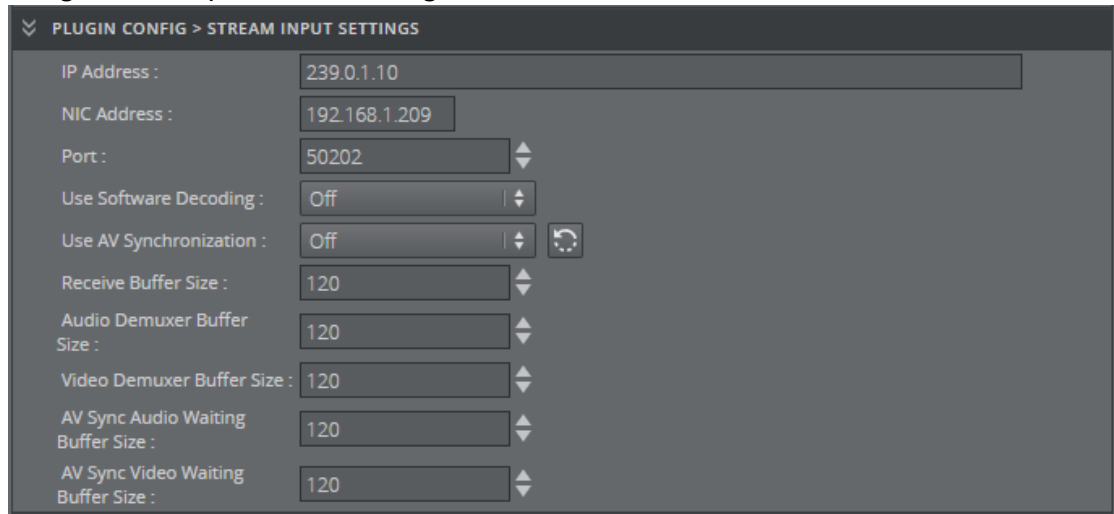 PLUGIN CONFIG > STREAM INPUT SETTINGS
IP Address : 239.0.1.10
NIC Address : 192.168.1.209
Port : 50202
Use Software Decoding : Off
Use AV Synchronization : Off
Receive Buffer Size : 120
Audio Demuxer Buffer
Size : 120
Video Demuxer Buffer Size : 120
AV Sync Audio Waiting
Buffer Size : 120
AV Sync Video Waiting
Buffer Size : 120